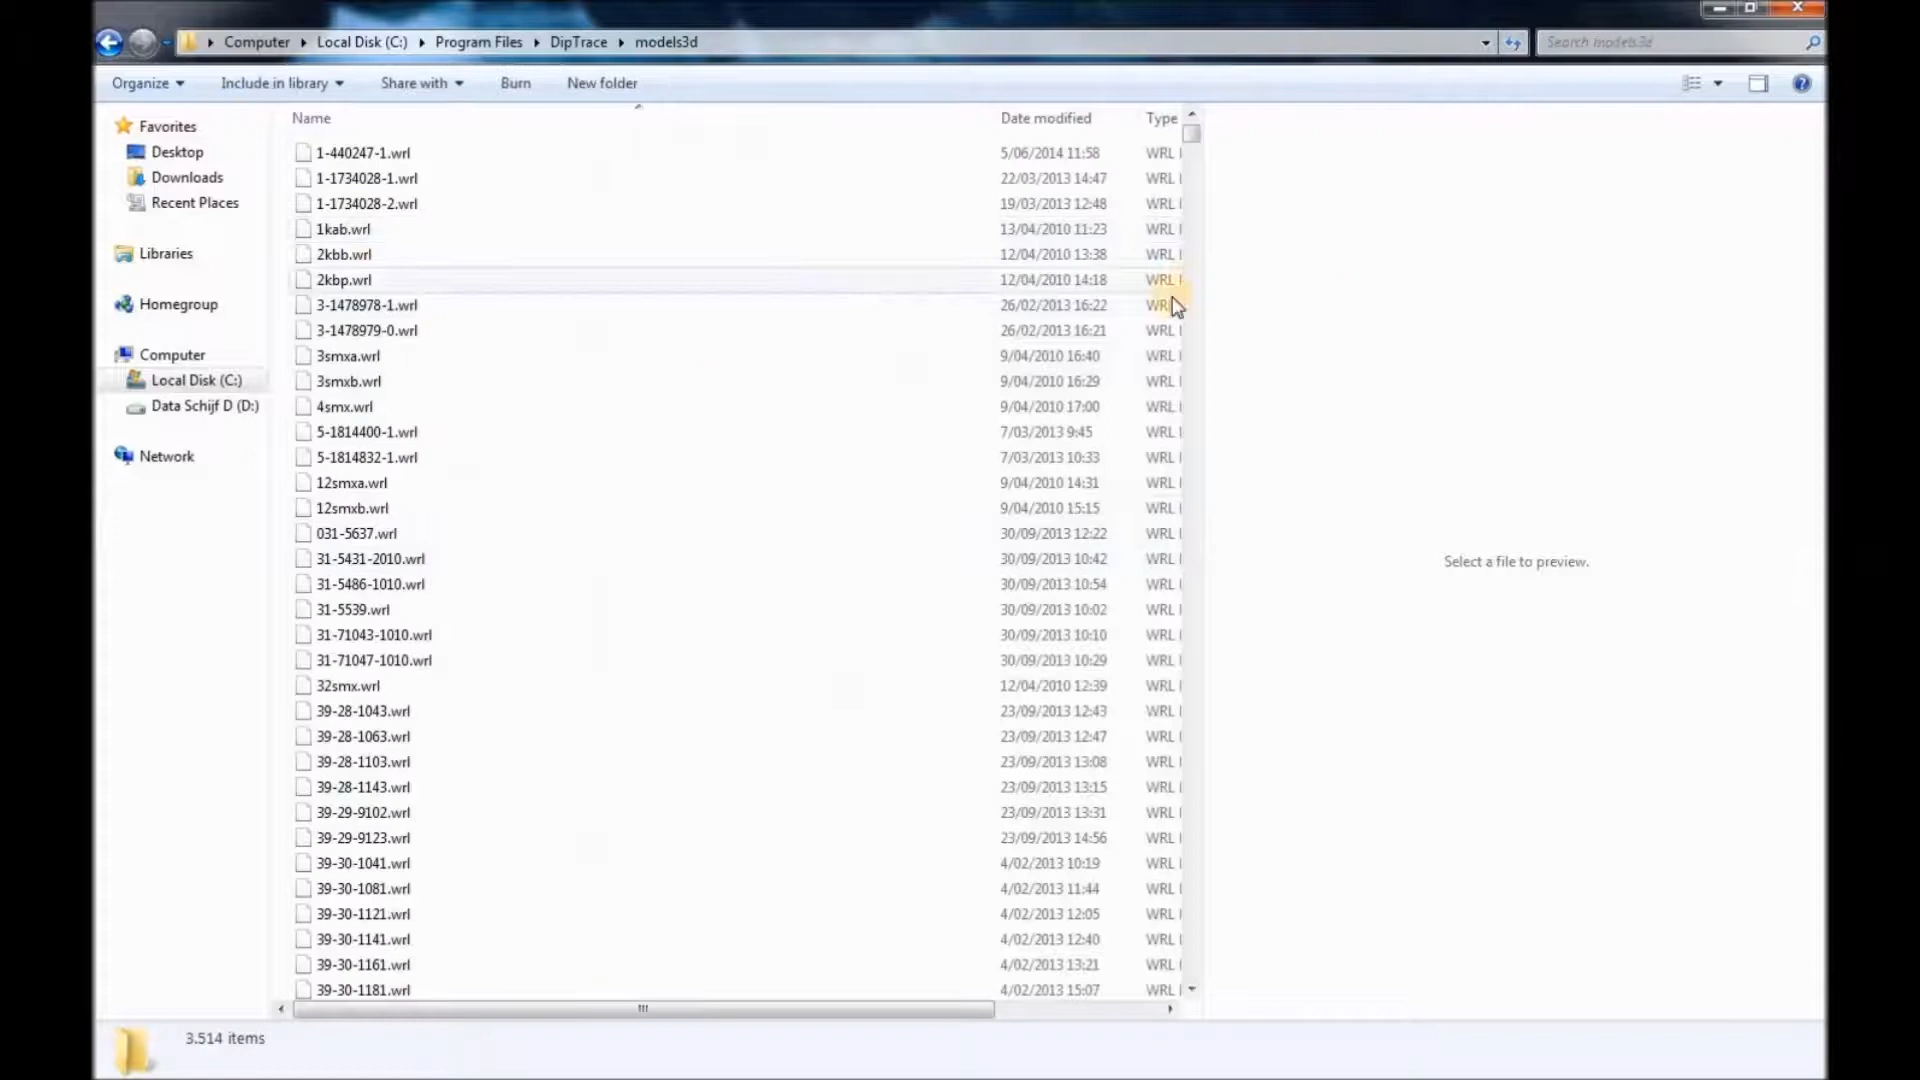 Computer Local Disk (C:) Program Files DipTrace models3d
Search models3d
Organize Include in library Share with Burn New folder
Favorites
Desktop
Downloads
Recent Places
Libraries
Homegroup
Computer
Local Disk (C:)
Data Schijf D (D:)
Network
Name Date modified Type
1-440247-1.wrl 5/06/2014 11:58 WRL
1-1734028-1.wrl 22/03/2013 14:47 WRL
1-1734028-2.wrl 19/03/2013 12:48 WRL
1kab.wrl 13/04/2010 11:23 WRL
2kbb.wrl 12/04/2010 13:38 WRL
2kbp.wrl 12/04/2010 14:18 WRL
3-1478978-1.wrl 26/02/2013 16:22
3-1478979-0.wrl 26/02/2013 16:21 WRL
3smxa.wrl 9/04/2010 16:40 WRL
3smxb.wrl 9/04/2010 16:29 WRL
4smx.wrl 9/04/2010 17:00 WRL
5-1814400-1.wrl 7/03/2013 9:45 WRL
5-1814832-1.wrl 7/03/2013 10:33 WRL
12smxa.wrl 9/04/2010 14:31 WRL
12smxb.wrl 9/04/2010 15:15 WRL
031-5637.wrl 30/09/2013 12:22 WRL
31-5431-2010.wrl 30/09/2013 10:42 WRL
31-5486-1010.wrl 30/09/2013 10:54 WRL
31-5539.wrl 30/09/2013 10:02 WRL
31-71043-1010.wrl 30/09/2013 10:10 WRL
31-71047-1010.wrl 30/09/2013 10:29 WRL
32smx.wrl 12/04/2010 12:39 WRL
39-28-1043.wrl 23/09/2013 12:43 WRL
39-28-1063.wrl 23/09/2013 12:47 WRL
39-28-1103.wrl 23/09/2013 13:08 WRL
39-28-1143.wrl 23/09/2013 13:15 WRL
39-29-9102.wrl 23/09/2013 13:31 WRL
39-29-9123.wrl 23/09/2013 14:56 WRL
39-30-1041.wrl 4/02/2013 10:19 WRL
39-30-1081.wrl 4/02/2013 11:44 WRL
39-30-1121.wrl 4/02/2013 12:05 WRL
39-30-1141.wrl 4/02/2013 12:40 WRL
39-30-1161.wrl 4/02/2013 13:21 WRL
39-30-1181.wrl 4/02/2013 15:07 WRL
Select a file to preview.
3.514 items